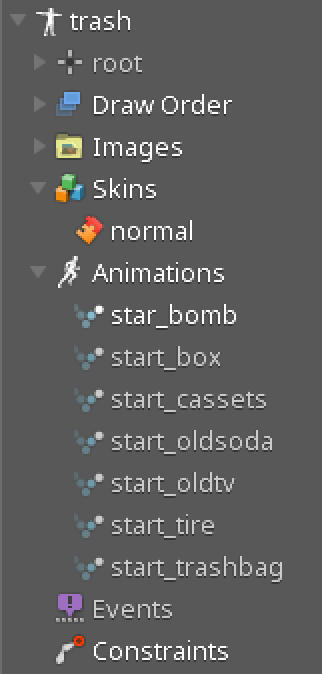 trash
root
Draw Order
Images
Skins
normal
Animations
star_bomb
start_box
start_cassets
start_oldsoda
start_oldtv
start_tire
start_trashbag
Events
Constraints